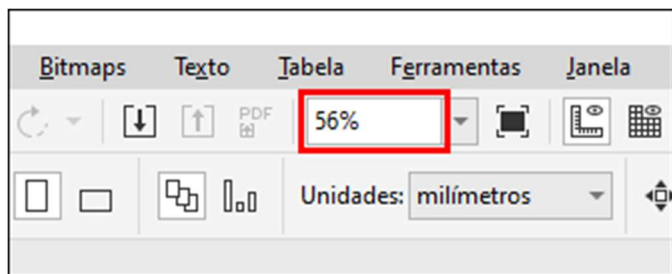 Bitmaps Texto Tabela Ferramentas Janela
PDF 56%
Unidades: milímetros